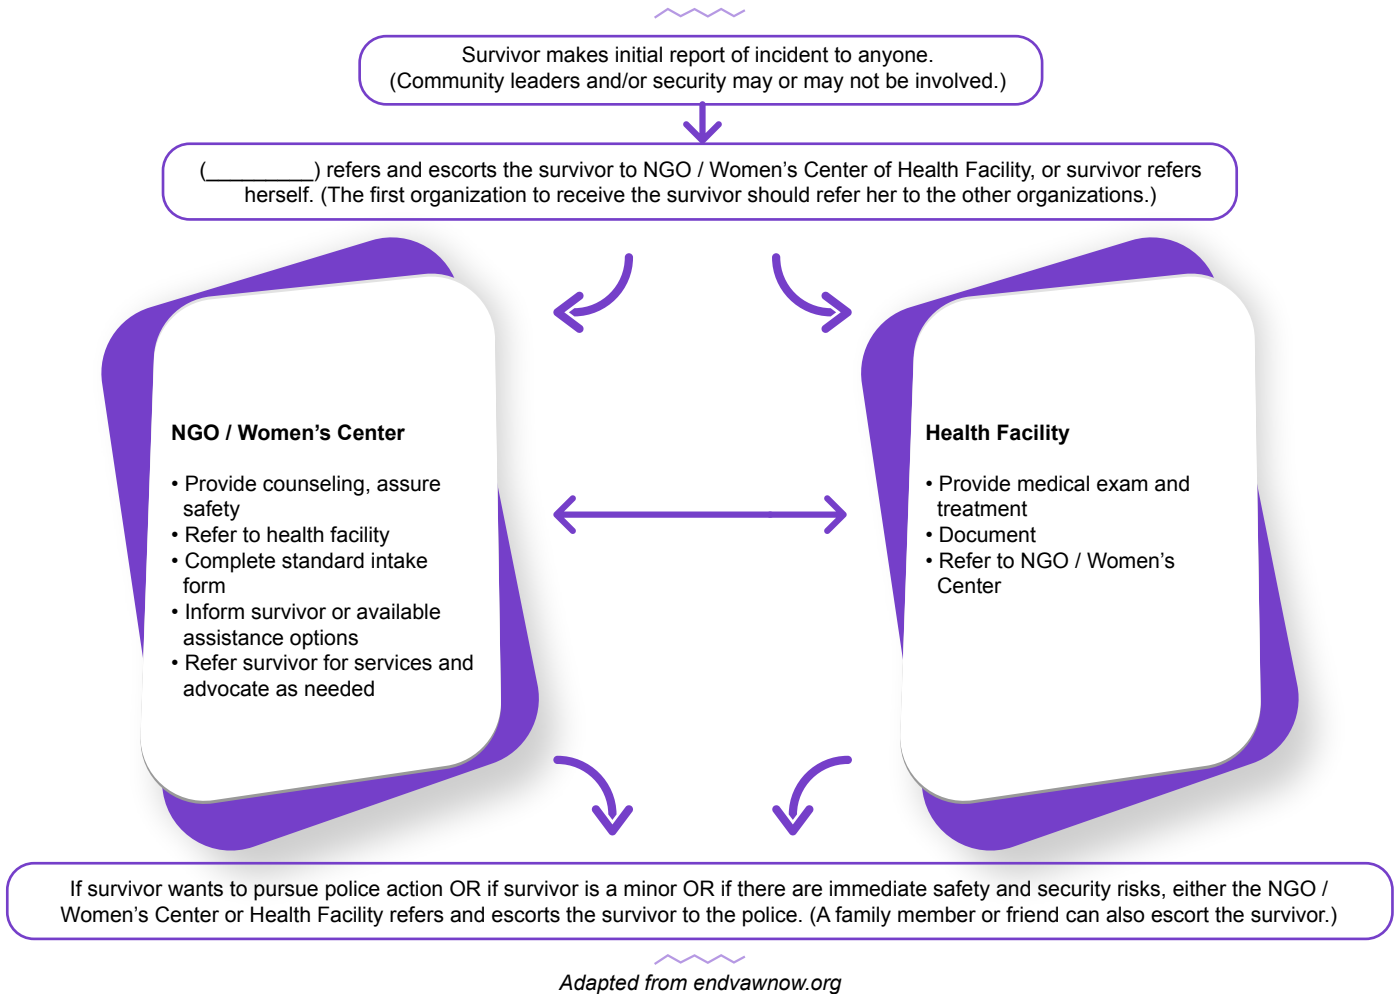 Survivor makes initial report of incident to anyone.
(Community leaders and/or security may or may not be involved.)
(_________) refers and escorts the survivor to NGO / Women’s Center of Health Facility, or survivor refers
herself. (The first organization to receive the survivor should refer her to the other organizations.)
NGO / Women’s Center
• Provide counseling, assure
safety
• Refer to health facility
• Complete standard intake
form
• Inform survivor or available
assistance options
• Refer survivor for services and
advocate as needed
Health Facility
• Provide medical exam and
treatment
• Document
• Refer to NGO / Women’s
Center
If survivor wants to pursue police action OR if survivor is a minor OR if there are immediate safety and security risks, either the NGO /
Women’s Center or Health Facility refers and escorts the survivor to the police. (A family member or friend can also escort the survivor.)
Adapted from endvawnow.org